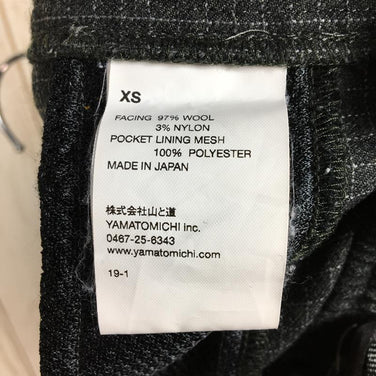 XS
FACING 97% WOOL
3% NYLON
POCKET LINING MESH
100% POLYESTER
MADE IN JAPAN
株式会社山と道
YAMATOMICHI inc.
0467-25-6343
www.yamatomichi.com
19-1